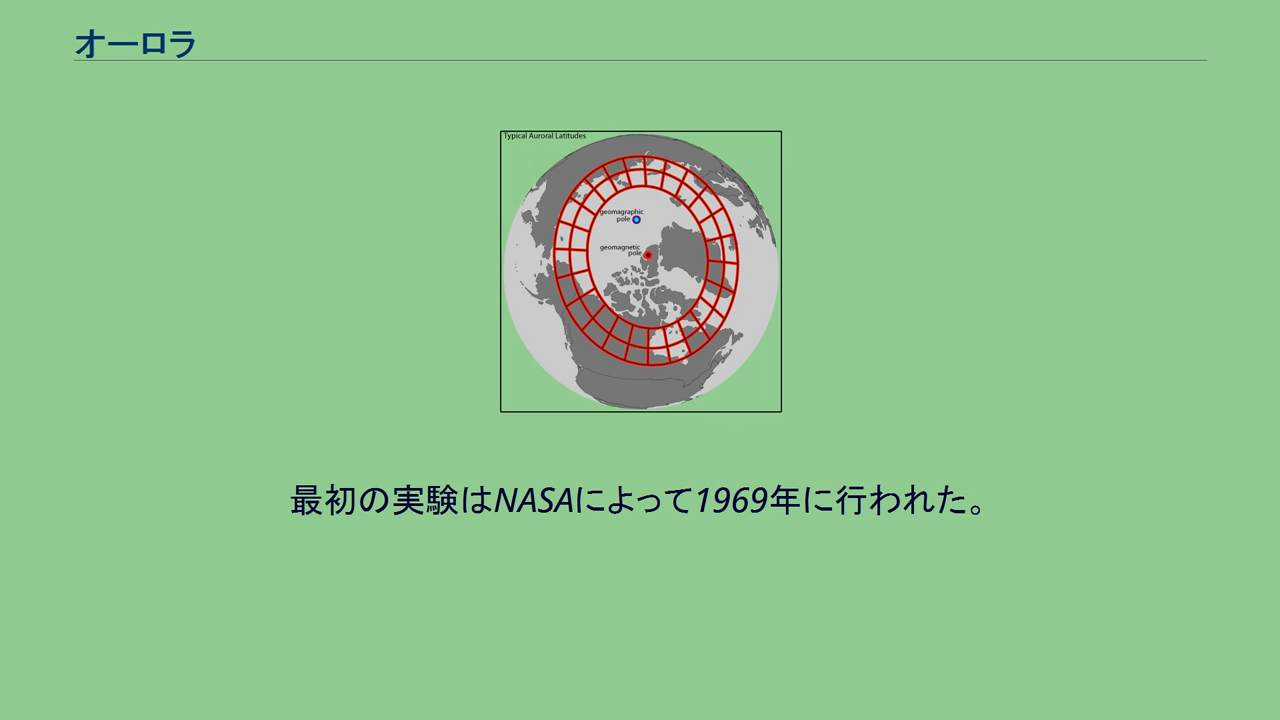 オーロラ
Typical Auroral Latitudes
geomagraphic
pole
geomagnetic
pole
最初の実験はNASAによって1969年に行われた。